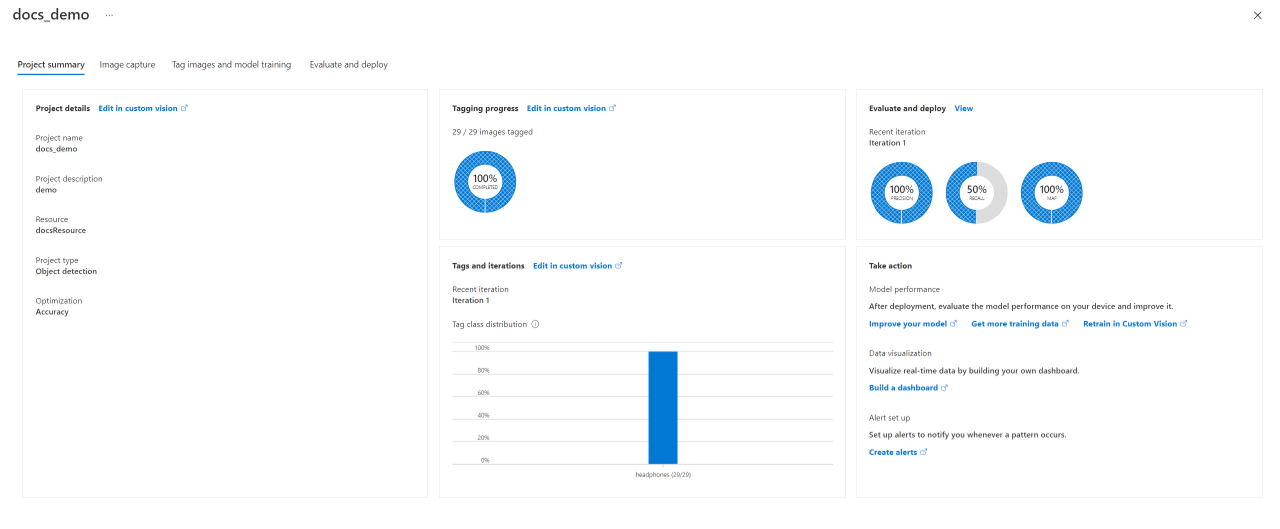 docs_demo ...
Project summary Image capture Tag images and model training Evaluate and deploy
Project details Edit in custom vision
Project name
docs_demo
Project description
demo
Resource
docsResource
Project type
Object detection
Optimization
Accuracy
Tagging progress Edit in custom vision
29 / 29 images tagged
100%
COMPLETED
Evaluate and deploy View
Recent iteration
Iteration 1
100%
PRECISION
50%
RECALL
100%
MAP
Tags and iterations Edit in custom vision
Recent iteration
Iteration 1
Tag class distribution
100%
80%
60%
40%
20%
0%
headphones (29/29)
Take action
Model performance
After deployment, evaluate the model performance on your device and improve it.
Improve your model Get more training data Retrain in Custom Vision
Data visualization
Visualize real-time data by building your own dashboard.
Build a dashboard
Alert set up
Set up alerts to notify you whenever a pattern occurs.
Create alerts